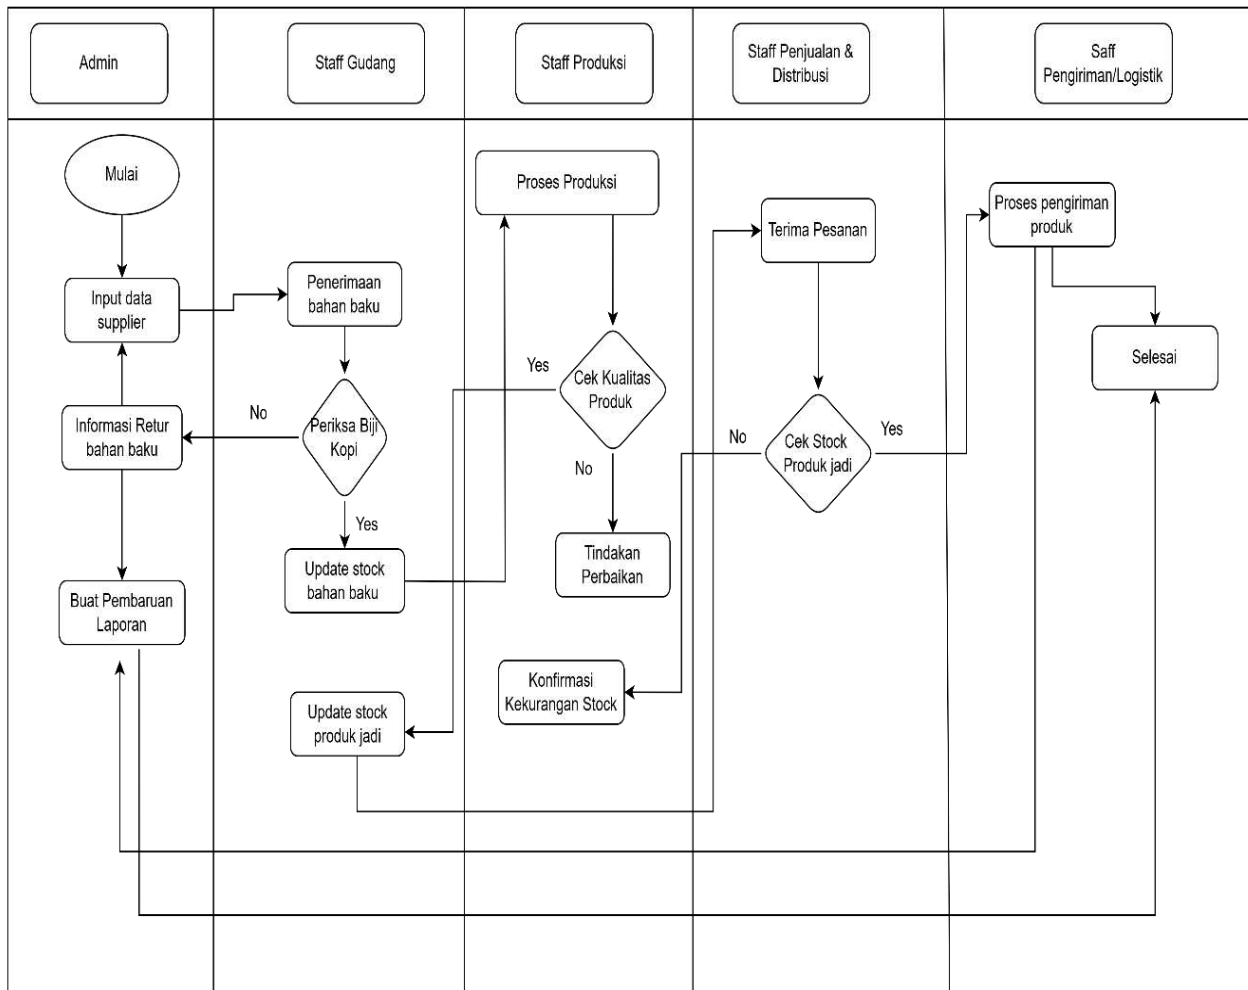 Admin
Staff Gudang
Staff Produksi
Staff Penjualan &
Distribusi
Saff
Pengiriman/Logistik
Mulai
Input data
supplier
Informasi Retur
bahan baku
Buat Pembaruan
Laporan
Penerimaan
bahan baku
No
Periksa Biji
Kopi
Yes
Update stock
bahan baku
Update stock
produk jadi
Proses Produksi
Yes
Cek Kualitas
Produk
No
Tindakan
Perbaikan
Konfirmasi
Kekurangan Stock
Terima Pesanan
No
Cek Stock
Produk jadi
Yes
Proses pengiriman
produk
Selesai